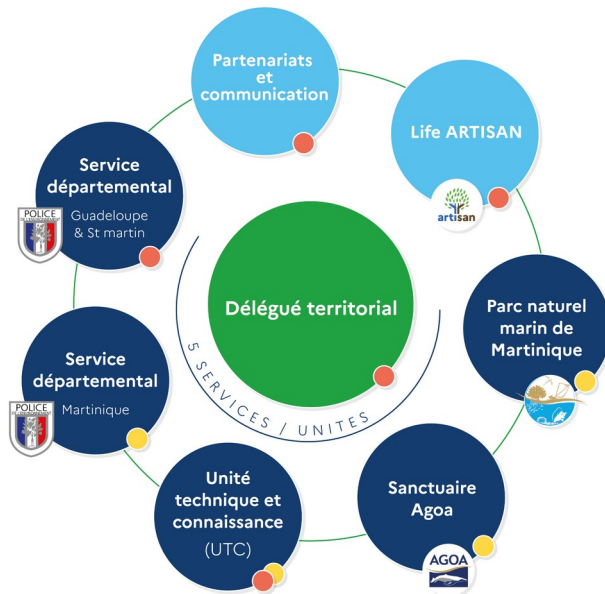 Partenariats
et
communication
Life ARTISAN
artisan
Service
départemental
Guadeloupe
& St martin
POLICE
Délégué territorial
5 SERVICES / UNITES
Parc naturel
marin de
Martinique
Service
départemental
Martinique
POLICE
Unité
technique et
connaissance
(UTC)
Sanctuaire
Agoa
AGOA